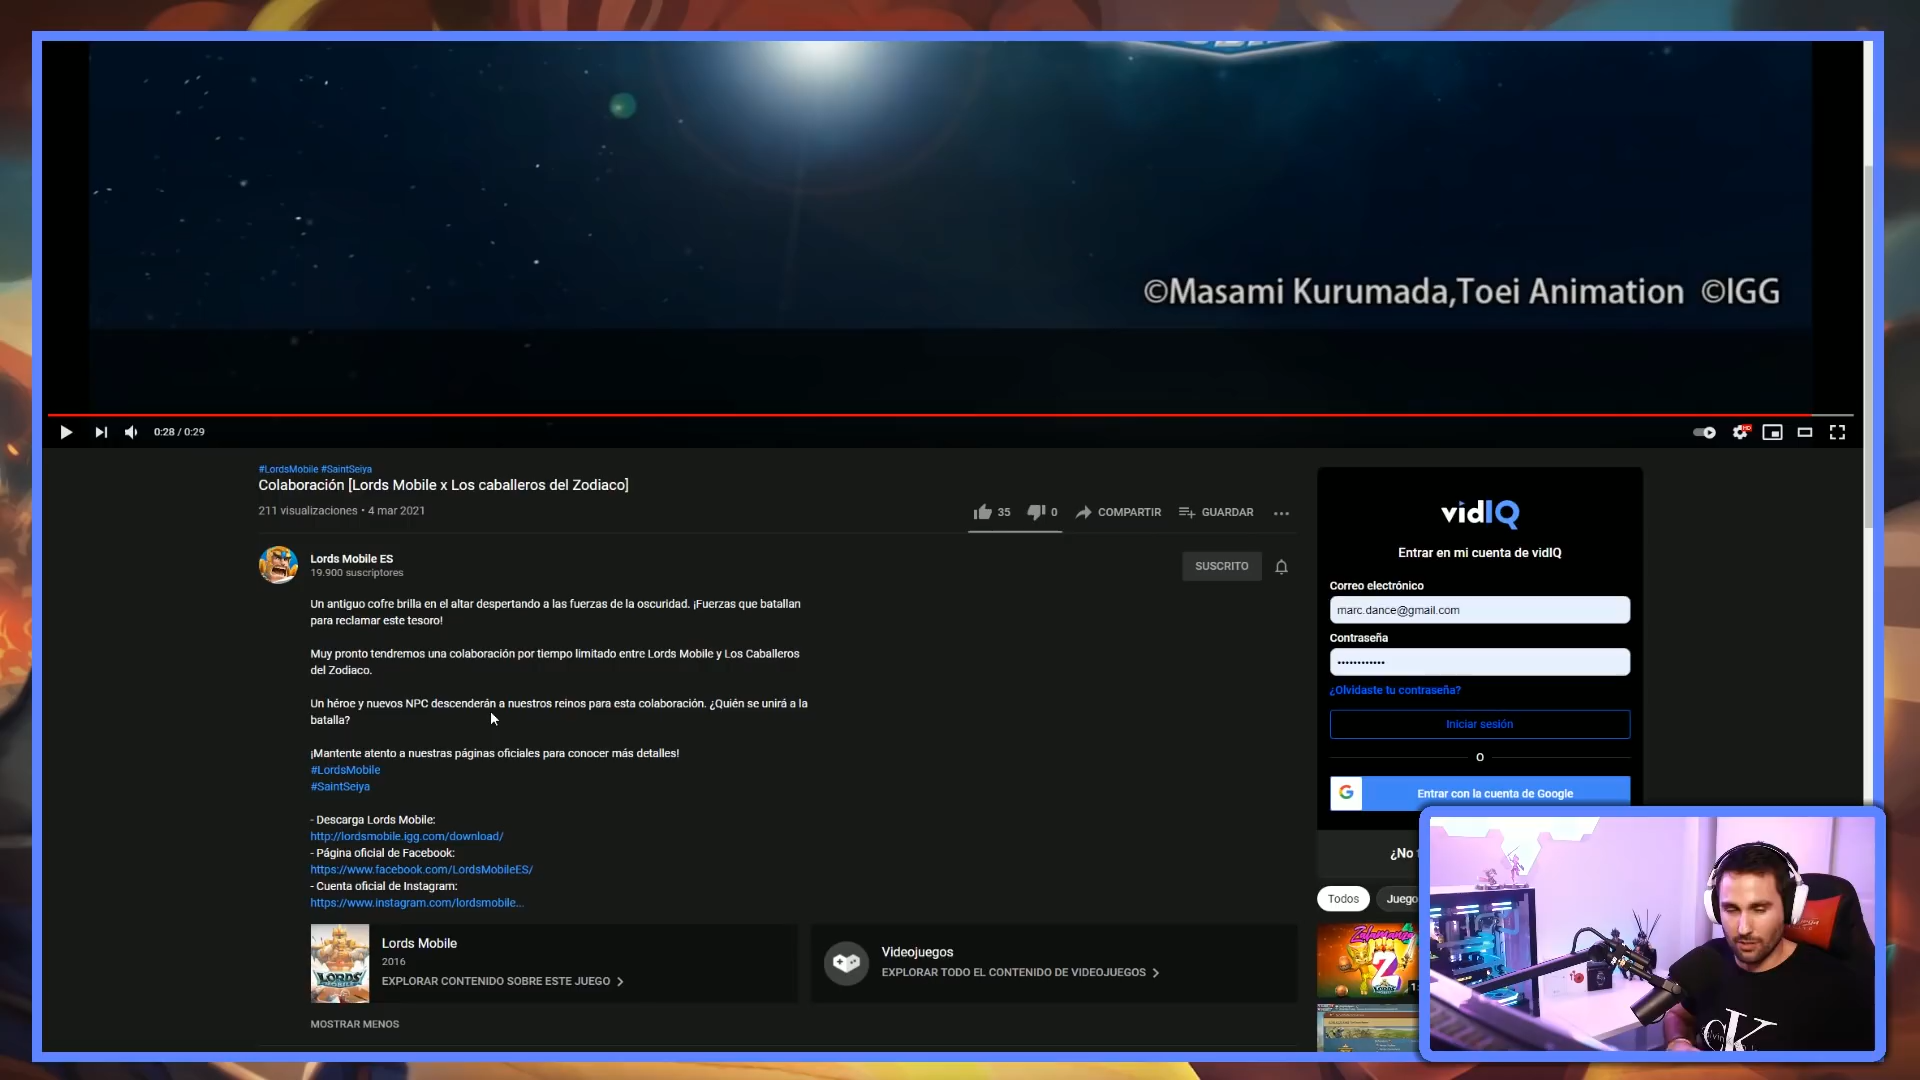 ©Masami Kurumada,Toei Animation ©IGG
0:28 / 0:29
HD
#LordsMobile #SaintSeiya
Colaboración [Lords Mobile x Los caballeros del Zodiaco]
211 visualizaciones • 4 mar 2021
35
0
COMPARTIR
GUARDAR
Lords Mobile ES
19.900 suscriptores
SUSCRITO
Un antiguo cofre brilla en el altar despertando a las fuerzas de la oscuridad. ¡Fuerzas que batallan
para reclamar este tesoro!
Muy pronto tendremos una colaboración por tiempo limitado entre Lords Mobile y Los Caballeros
del Zodiaco.
Un héroe y nuevos NPC descenderán a nuestros reinos para esta colaboración. ¿Quién se unirá a la
batalla?
¡Mantente atento a nuestras páginas oficiales para conocer más detalles!
#LordsMobile
#SaintSeiya
- Descarga Lords Mobile:
http://lordsmobile.igg.com/download/
- Página oficial de Facebook:
https://www.facebook.com/LordsMobileES/
- Cuenta oficial de Instagram:
https://www.instagram.com/lordsmobile...
LORDS
MOBILE
Lords Mobile
2016
EXPLORAR CONTENIDO SOBRE ESTE JUEGO
Videojuegos
EXPLORAR TODO EL CONTENIDO DE VIDEOJUEGOS
MOSTRAR MENOS
vidIQ
Entrar en mi cuenta de vidIQ
Correo electrónico
marc.dance@gmail.com
Contraseña
••••••••••••
¿Olvidaste tu contraseña?
Iniciar sesión
O
Entrar con la cuenta de Google
¿No
Todos
Juego
Z
CK